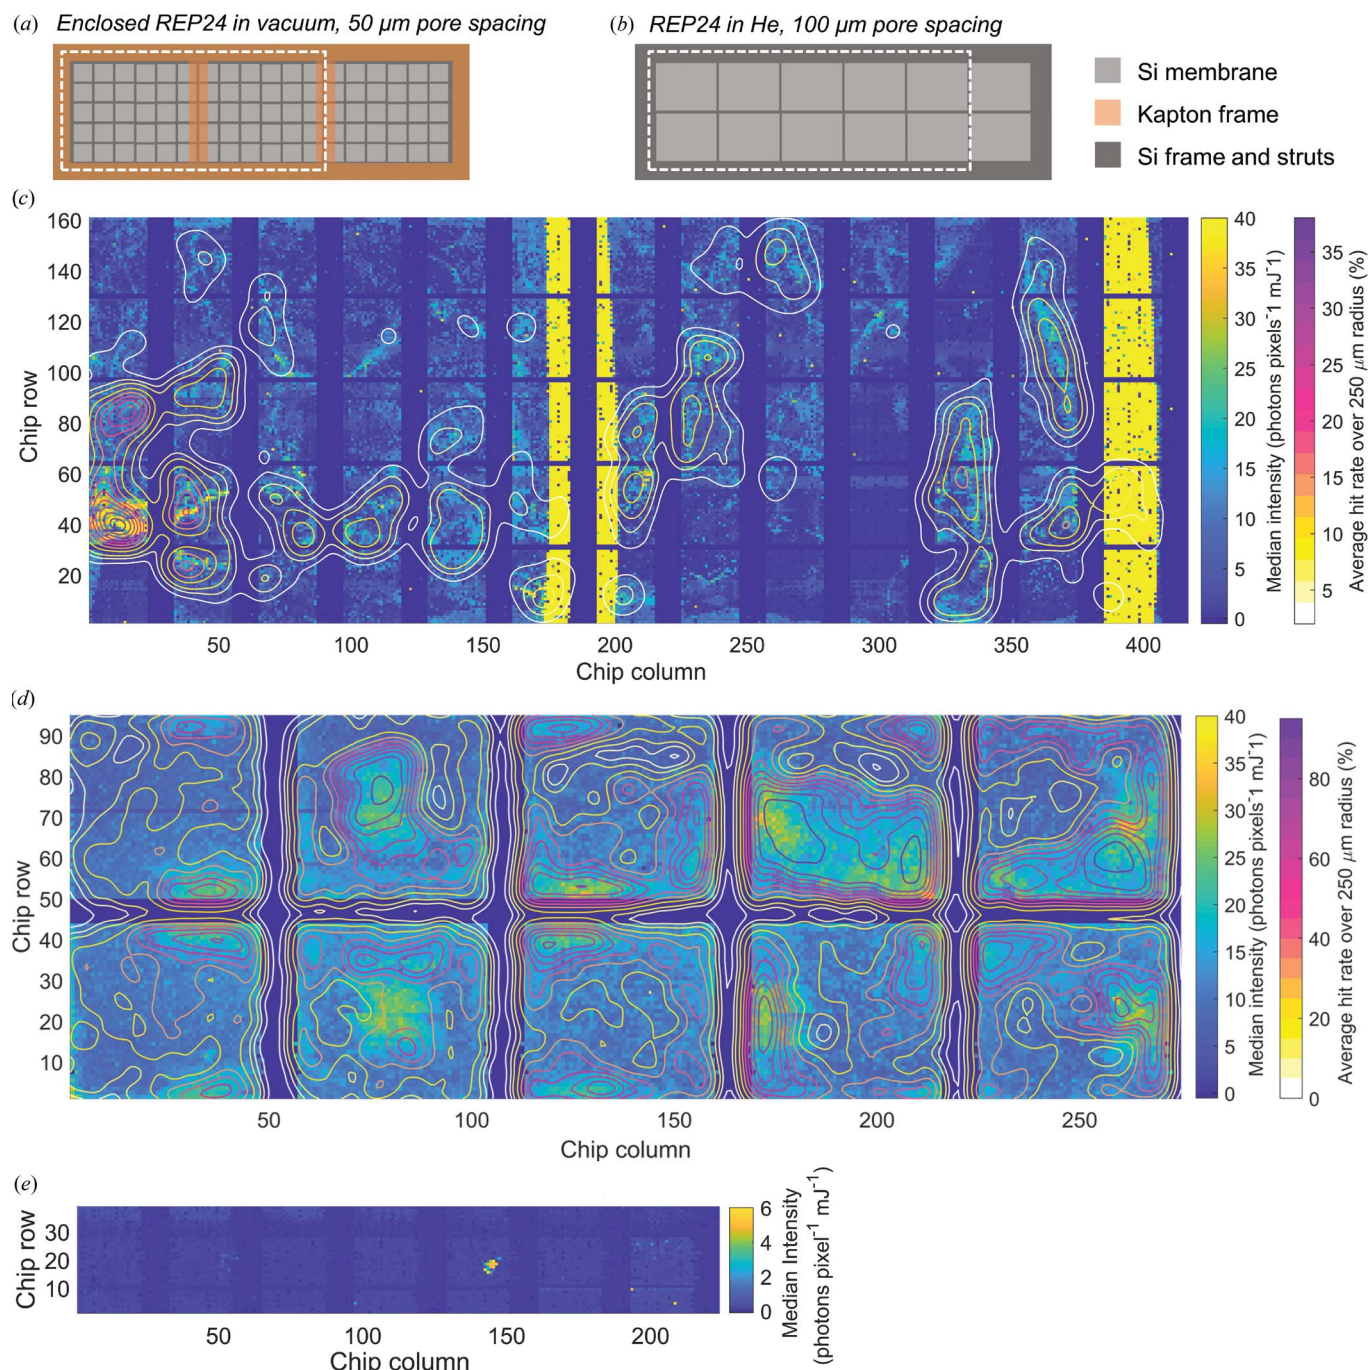 (a) Enclosed REP24 in vacuum, 50 µm pore spacing
(b) REP24 in He, 100 µm pore spacing
Si membrane
Kapton frame
Si frame and struts
(c)
160
140
120
100
80
60
40
20
Chip row
50 100 150 200 250 300 350 400
Chip column
40
35
30
25
20
15
10
5
0
Median intensity (photons pixels-1 mJ-1)
35
30
25
20
15
10
5
Average hit rate over 250 µm radius (%)
(d)
90
80
70
60
50
40
30
20
10
Chip row
50 100 150 200 250
Chip column
40
35
30
25
20
15
10
5
0
Median intensity (photons pixels-1 mJ-1)
80
60
40
20
0
Average hit rate over 250 µm radius (%)
(e)
30
20
10
Chip row
50 100 150 200
Chip column
6
4
2
0
Median Intensity
(photons pixel-1 mJ-1)